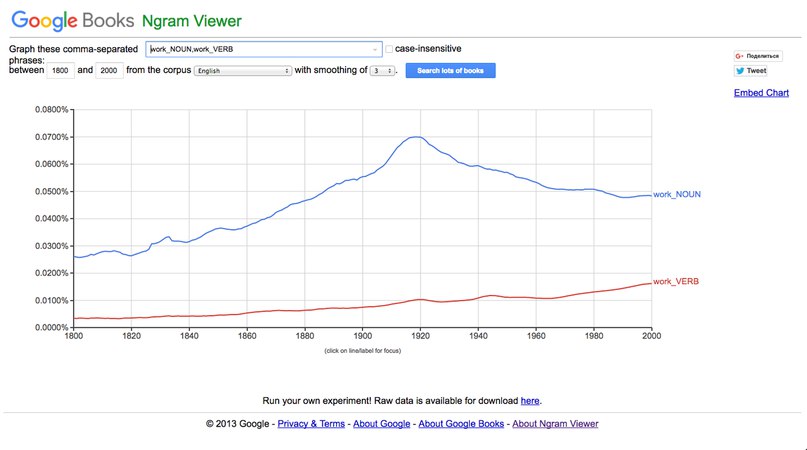 Google Books Ngram Viewer
Graph these comma-separated phrases: work_NOUN,work_VERB case-insensitive
between 1800 and 2000 from the corpus English with smoothing of 3 . Search lots of books
Поделиться
Tweet
Embed Chart
0.0800%
0.0700%
0.0600%
0.0500%
0.0400%
0.0300%
0.0200%
0.0100%
0.0000%
work_NOUN
work_VERB
1800 1820 1840 1860 1880 1900 1920 1940 1960 1980 2000
(click on line/label for focus)
Run your own experiment! Raw data is available for download here.
© 2013 Google - Privacy & Terms - About Google - About Google Books - About Ngram Viewer